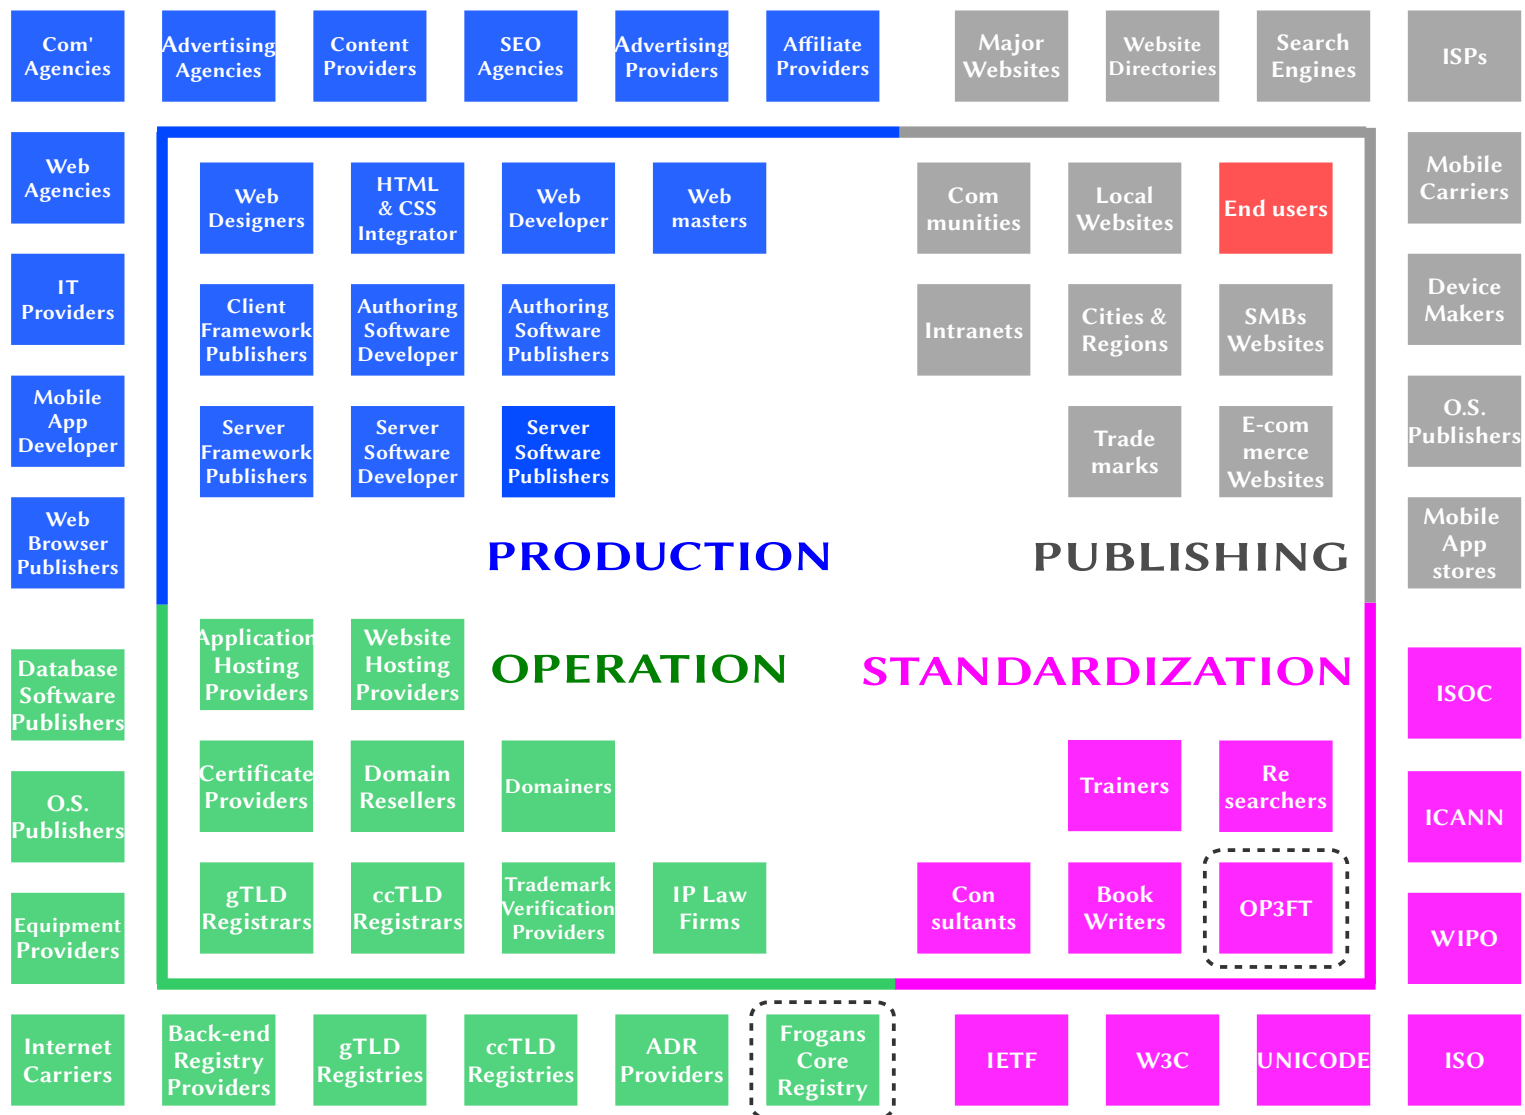 Com'
Agencies
Advertising
Agencies
Content
Providers
SEO
Agencies
Advertising
Providers
Affiliate
Providers
Major
Websites
Website
Directories
Search
Engines
ISPs
Web
Agencies
Mobile
Carriers
Web
Designers
HTML
& CSS
Integrator
Web
Developer
Web
masters
Com
munities
Local
Websites
End users
IT
Providers
Device
Makers
Client
Framework
Publishers
Authoring
Software
Developer
Authoring
Software
Publishers
Intranets
Cities &
Regions
SMBs
Websites
Mobile
App
Developer
O.S.
Publishers
Server
Framework
Publishers
Server
Software
Developer
Server
Software
Publishers
Trade
marks
E-com
merce
Websites
Web
Browser
Publishers
PRODUCTION
PUBLISHING
Mobile
App
stores
Application
Hosting
Providers
Website
Hosting
Providers
OPERATION
STANDARDIZATION
Database
Software
Publishers
ISOC
Certificate
Providers
Domain
Resellers
Domainers
Trainers
Re
searchers
O.S.
Publishers
ICANN
gTLD
Registrars
ccTLD
Registrars
Trademark
Verification
Providers
IP Law
Firms
Con
sultants
Book
Writers
OP3FT
Equipment
Providers
WIPO
Internet
Carriers
Back-end
Registry
Providers
gTLD
Registries
ccTLD
Registries
ADR
Providers
Frogans
Core
Registry
IETF
W3C
UNICODE
ISO